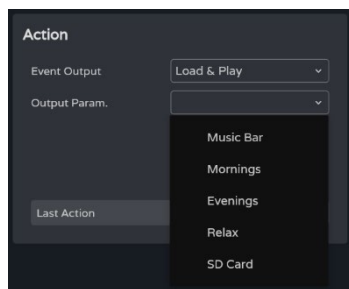 Action
Event Output Load & Play
Output Param.
Music Bar
Mornings
Evenings
Last Action
Relax
SD Card